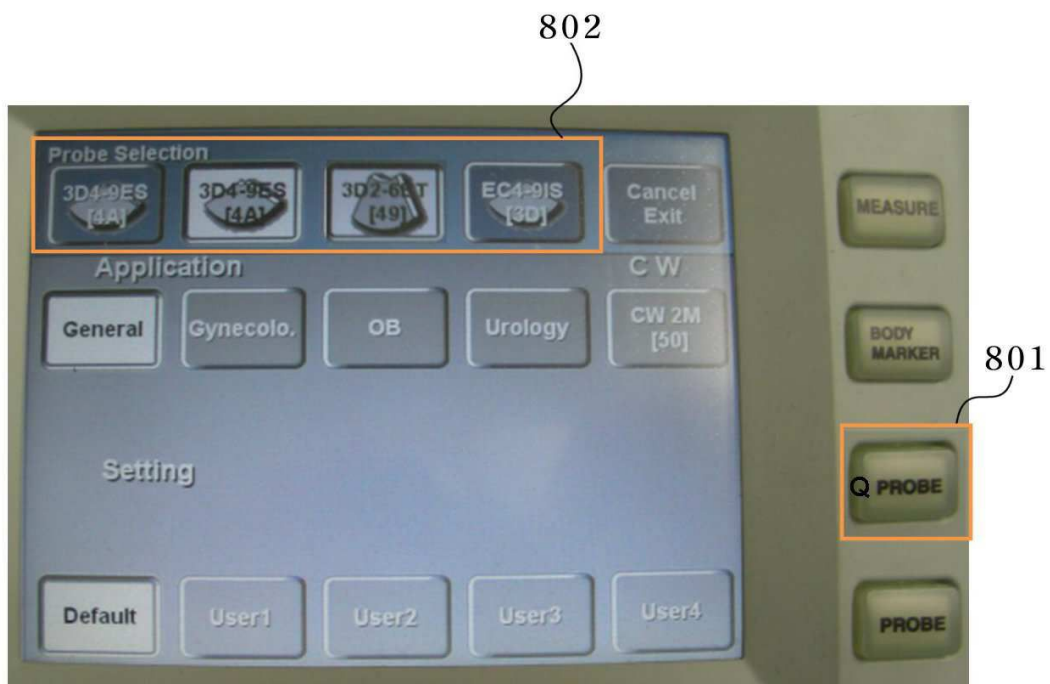 802
Probe Selection
3D4-9ES
[4A]
3D4-9ES
[4A]
3D2-6ET
[49]
EC4-9IS
[3D]
Cancel
Exit
MEASURE
Application
C W
General
Gynecolo.
OB
Urology
CW 2M
[50]
BODY
MARKER
801
Setting
Q PROBE
Default
User1
User2
User3
User4
PROBE